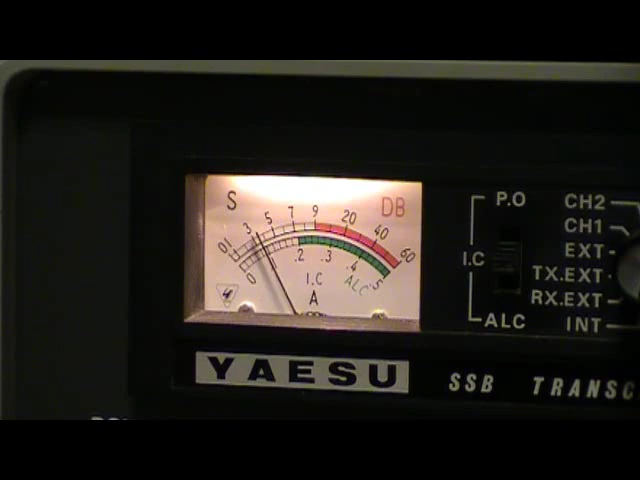 S DB
0 1 3 5 7 9 20 40 60
0 .2 .3 .4 .5
I.C ALC
A
YAESU
P.O
I.C
ALC
CH2
CH1
EXT
TX.EXT
RX.EXT
INT
SSB TRANSC